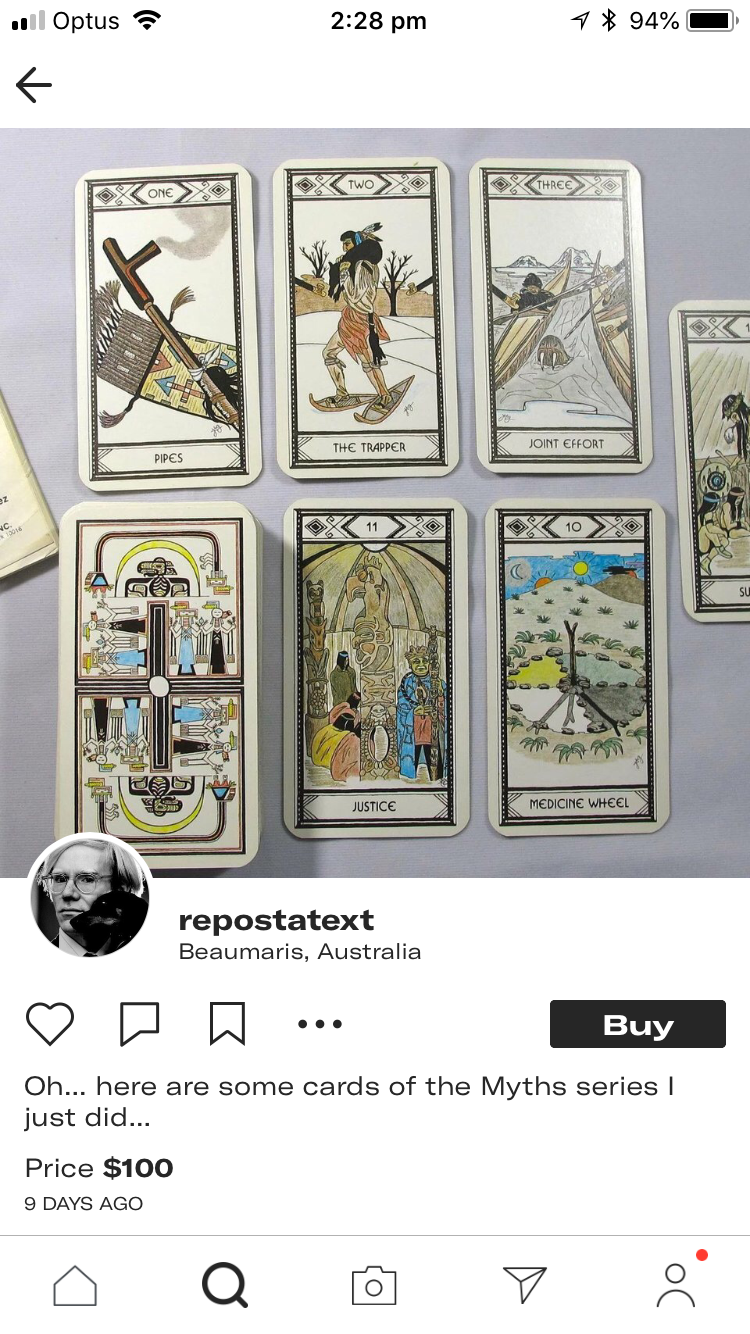 Optus
2:28 pm
94%
ONE
TWO
THREE
PIPES
THE TRAPPER
JOINT EFFORT
11
10
JUSTICE
MEDICINE WHEEL
repostatext
Beaumaris, Australia
Buy
Oh... here are some cards of the Myths series I
just did...
Price $100
9 DAYS AGO